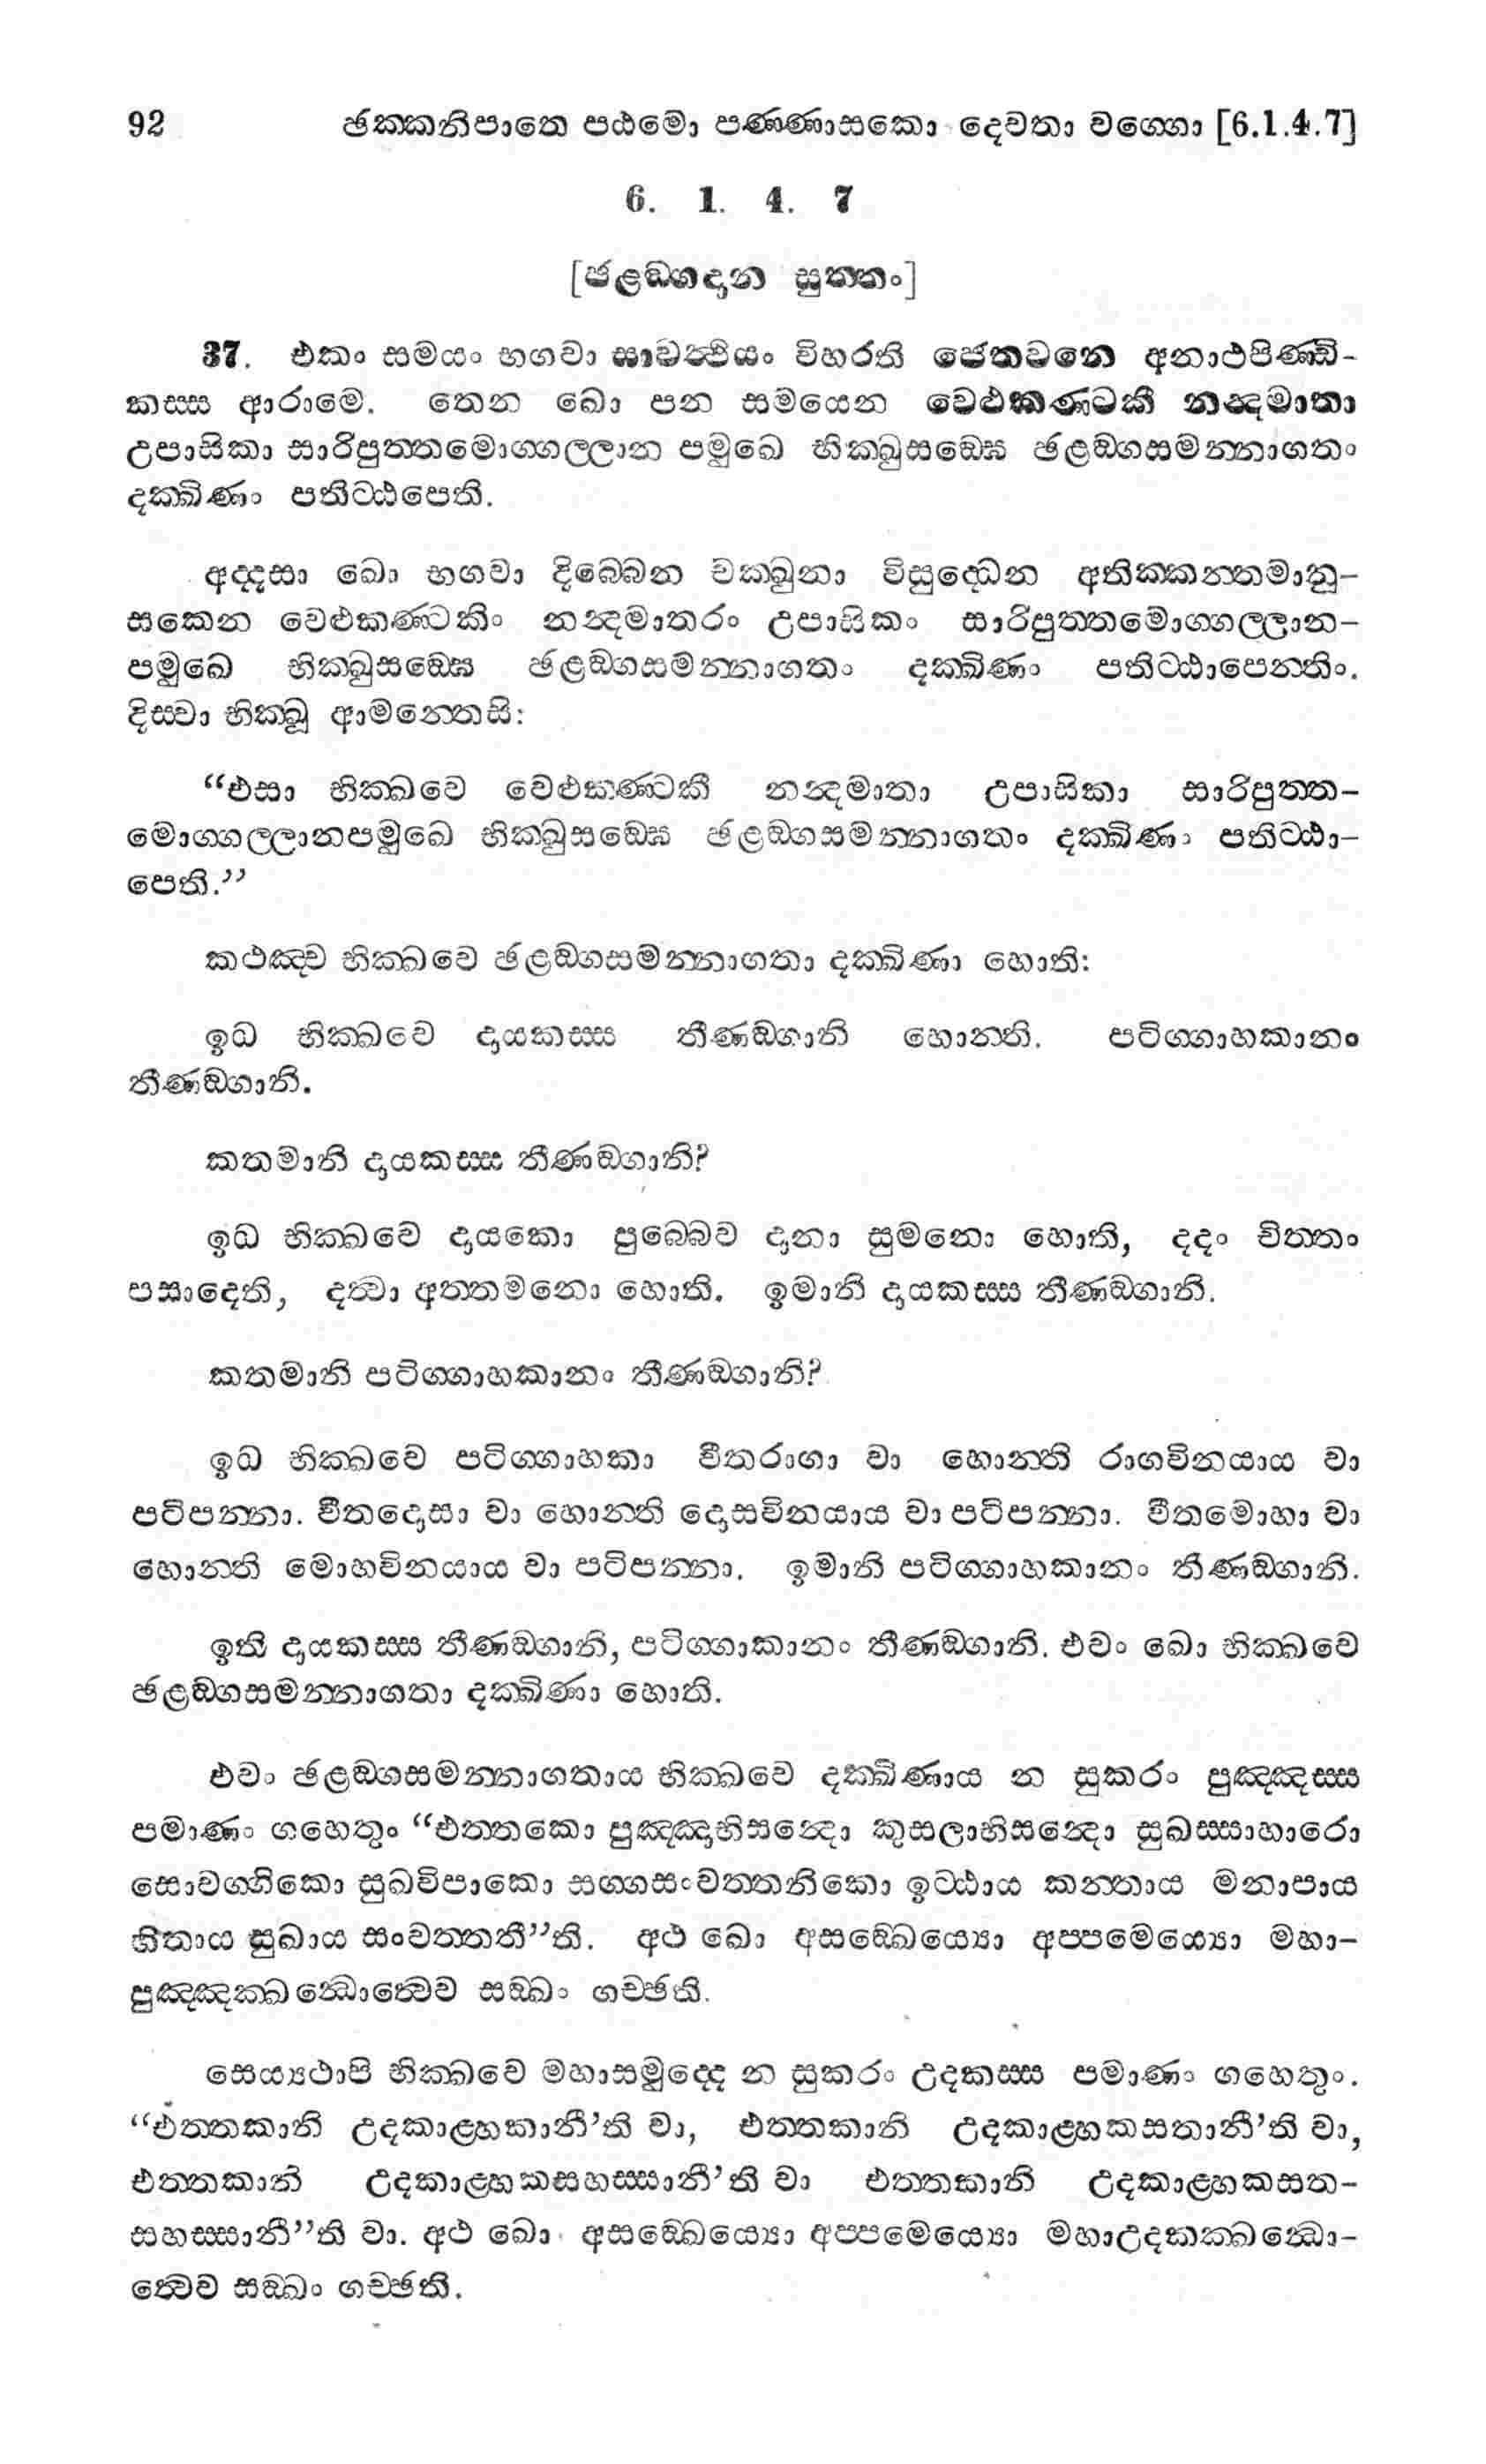 92 ඡක්කනිපාතෙ පඨමො පණ්ණාසකො දෙවතා වග්ගො [6.1.4.7]
6. 1. 4. 7
[ඡළඞ්ගදාන සුත්තං]
37. එකං සමයං භගවා සාවත්ථියං විහරති ජෙතවනෙ අනාථපිණ්ඩි-
කස්ස ආරාමෙ. තෙන ඛො පන සමයෙන වෙළුකණ්ටකී නන්දමාතා
උපාසිකා සාරිපුත්තමොග්ගල්ලාන පමුඛෙ භික්ඛුසඞ්ඝෙ ඡළඞ්ගසමන්නාගතං
දක්ඛිණං පතිට්ඨපෙති.
අද්දසා ඛො භගවා දිබ්බෙන චක්ඛුනා විසුද්ධෙන අතික්කන්තමානු-
සකෙන වෙළුකණ්ටකිං නන්දමාතරං උපාසිකං සාරිපුත්තමොග්ගල්ලාන-
පමුඛෙ භික්ඛුසඞ්ඝෙ ඡළඞ්ගසමන්නාගතං දක්ඛිණං පතිට්ඨාපෙන්තිං.
දිස්වා භික්ඛූ ආමන්තෙසි:
“එසා භික්ඛවෙ වෙළුකණ්ටකී නන්දමාතා උපාසිකා සාරිපුත්ත-
මොග්ගල්ලානපමුඛෙ භික්ඛුසඞ්ඝෙ ඡළඞ්ගසමන්නාගතං දක්ඛිණං පතිට්ඨා-
පෙති.”
කථඤ්ච භික්ඛවෙ ඡළඞ්ගසමන්නාගතා දක්ඛිණා හොති:
ඉධ භික්ඛවෙ දායකස්ස තීණඞ්ගානි හොන්ති. පටිග්ගාහකානං
තීණඞ්ගානි.
කතමානි දායකස්ස තීණඞ්ගානි?
ඉධ භික්ඛවෙ දායකො පුබ්බෙව දානා සුමනො හොති, දදං චිත්තං
පසාදෙති, දත්වා අත්තමනො හොති. ඉමානි දායකස්ස තීණඞ්ගානි.
කතමානි පටිග්ගාහකානං තීණඞ්ගානි?
ඉධ භික්ඛවෙ පටිග්ගාහකා වීතරාගා වා හොන්ති රාගවිනයාය වා
පටිපන්නා. වීතදොසා වා හොන්ති දොසවිනයාය වා පටිපන්නා. වීතමොහා වා
හොන්ති මොහවිනයාය වා පටිපන්නා. ඉමානි පටිග්ගාහකානං තීණඞ්ගානි.
ඉති දායකස්ස තීණඞ්ගානි, පටිග්ගාකානං තීණඞ්ගානි. එවං ඛො භික්ඛවෙ
ඡළඞ්ගසමන්නාගතා දක්ඛිණා හොති.
එවං ඡළඞ්ගසමන්නාගතාය භික්ඛවෙ දක්ඛිණාය න සුකරං පුඤ්ඤස්ස
පමාණං ගහෙතුං “එත්තකො පුඤ්ඤාභිසන්දො කුසලාභිසන්දො සුඛස්සාහාරො
සොවග්ගිකො සුඛවිපාකො සග්ගසංවත්තනිකො ඉට්ඨාය කන්තාය මනාපාය
හිතාය සුඛාය සංවත්තතී”ති. අථ ඛො අසඞ්ඛෙය්‍යො අප්පමෙය්‍යො මහා-
පුඤ්ඤක්ඛන්ධොත්වෙව සඞ්ඛං ගච්ඡති.
සෙය්‍යථාපි භික්ඛවෙ මහාසමුද්දෙ න සුකරං උදකස්ස පමාණං ගහෙතුං.
“එත්තකානි උදකාළ්හකානී’ති වා, එත්තකානි උදකාළ්හකසතානී’ති වා,
එත්තකානි උදකාළ්හකසහස්සානී’ති වා එත්තකානි උදකාළ්හකසත-
සහස්සානී”ති වා. අථ ඛො අසඞ්ඛෙය්‍යො අප්පමෙය්‍යො මහාඋදකක්ඛන්ධො-
ත්වෙව සඞ්ඛං ගච්ඡති.